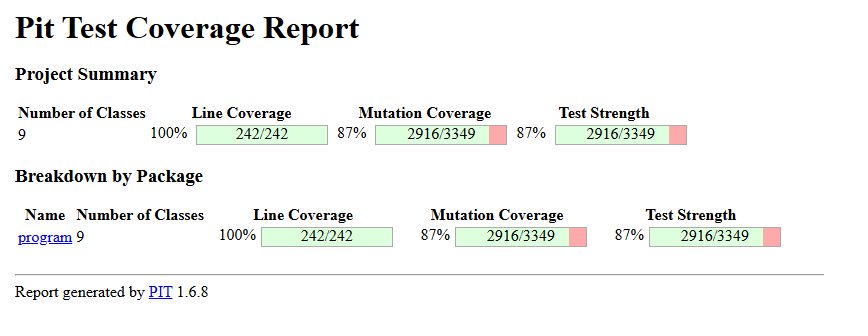 Pit Test Coverage Report
Project Summary
Number of Classes Line Coverage Mutation Coverage Test Strength
9 100% 242/242 87% 2916/3349 87% 2916/3349
Breakdown by Package
Name Number of Classes Line Coverage Mutation Coverage Test Strength
program 9 100% 242/242 87% 2916/3349 87% 2916/3349
Report generated by PIT 1.6.8